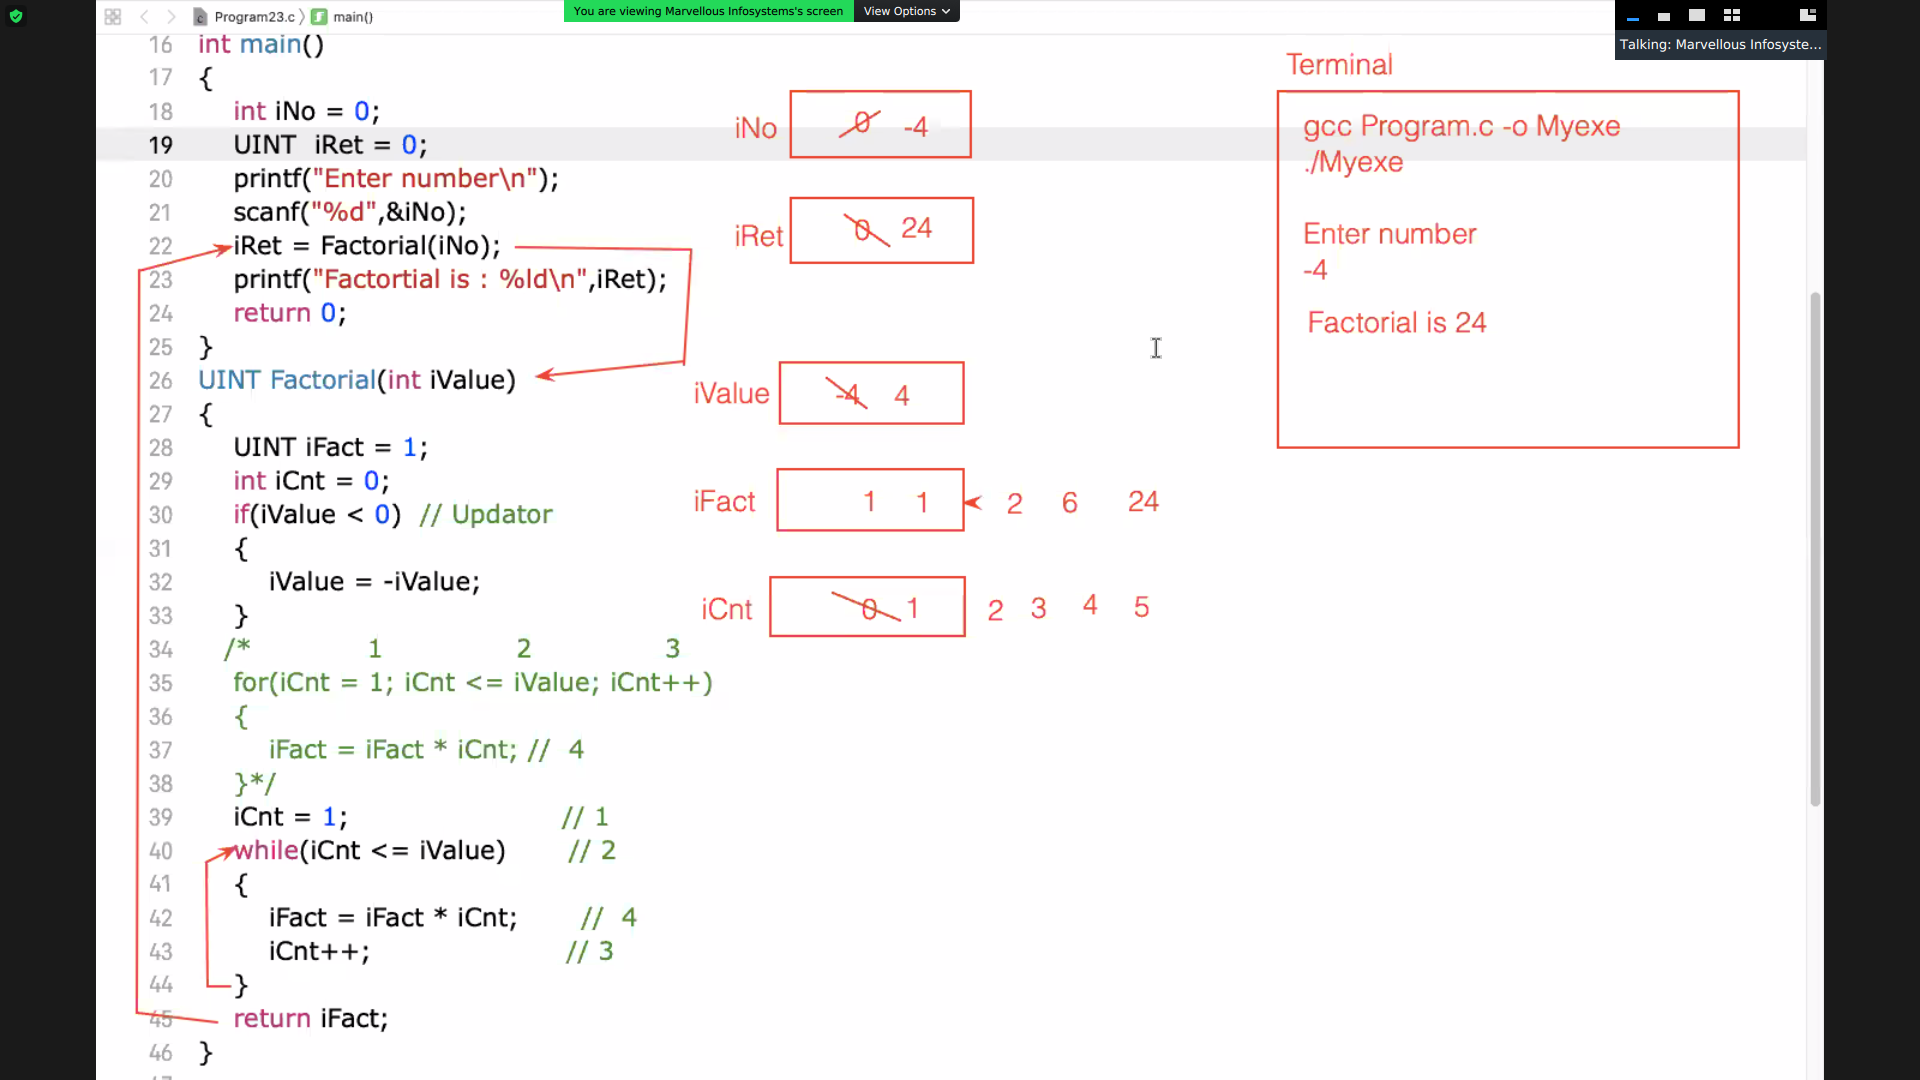 Program23.c
main()
You are viewing Marvellous Infosystems's screen
View Options
Talking: Marvellous Infosyste...
16 int main()
17 {
18 int iNo = 0;
19 UINT  iRet = 0;
20 printf("Enter number\n");
21 scanf("%d",&iNo);
22 iRet = Factorial(iNo);
23 printf("Factortial is : %ld\n",iRet);
24 return 0;
25 }
26 UINT Factorial(int iValue)
27 {
28 UINT iFact = 1;
29 int iCnt = 0;
30 if(iValue < 0)  // Updator
31 {
32 iValue = -iValue;
33 }
34 /* 1 2 3
35 for(iCnt = 1; iCnt <= iValue; iCnt++)
36 {
37 iFact = iFact * iCnt; //  4
38 }*/
39 iCnt = 1; // 1
40 while(iCnt <= iValue) // 2
41 {
42 iFact = iFact * iCnt; //  4
43 iCnt++; // 3
44 }
45 return iFact;
46 }
iNo 0 -4
iRet 0 24
iValue -4 4
iFact 1 1 2 6 24
iCnt 0 1 2 3 4 5
Terminal
gcc Program.c -o Myexe
./Myexe
Enter number
-4
Factorial is 24